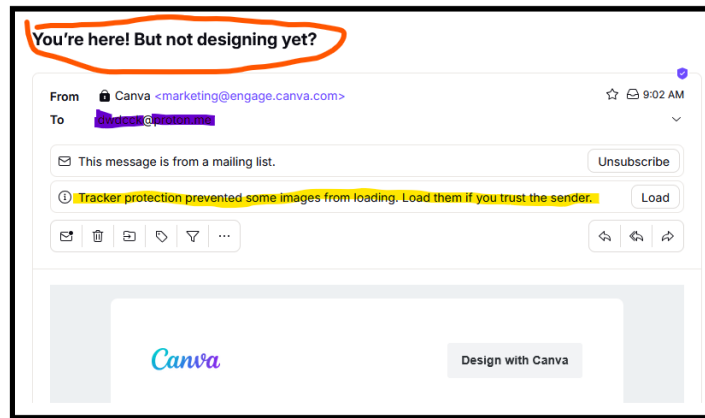 You're here! But not designing yet?
From Canva <marketing@engage.canva.com>
9:02 AM
To
This message is from a mailing list.
Unsubscribe
Tracker protection prevented some images from loading. Load them if you trust the sender.
Load
Canva
Design with Canva